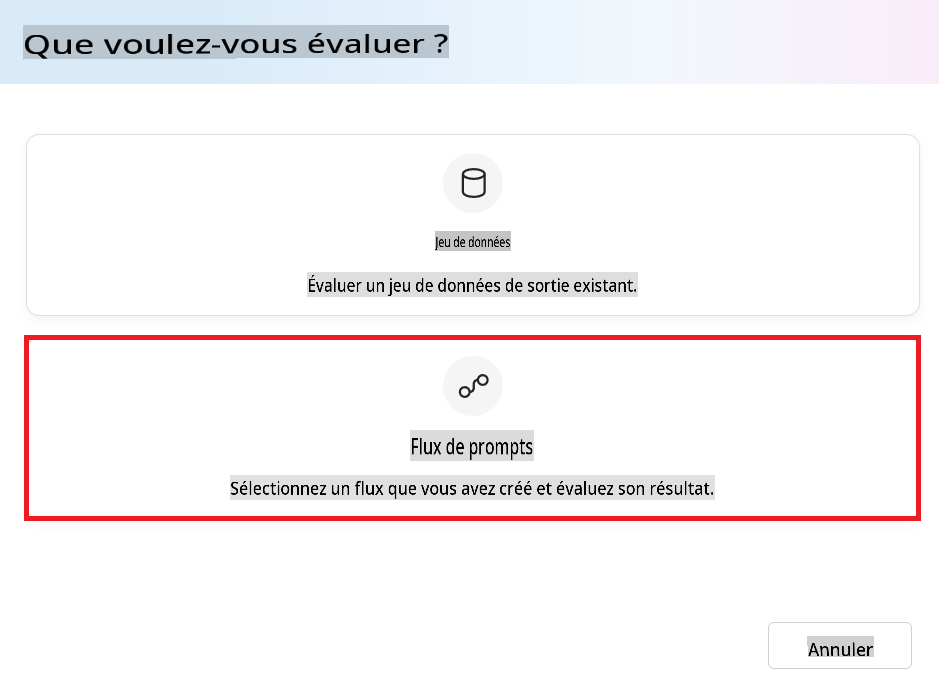 Que voulez-vous évaluer ?
Jeu de données
Évaluer un jeu de données de sortie existant.
Flux de prompts
Sélectionnez un flux que vous avez créé et évaluez son résultat.
Annuler